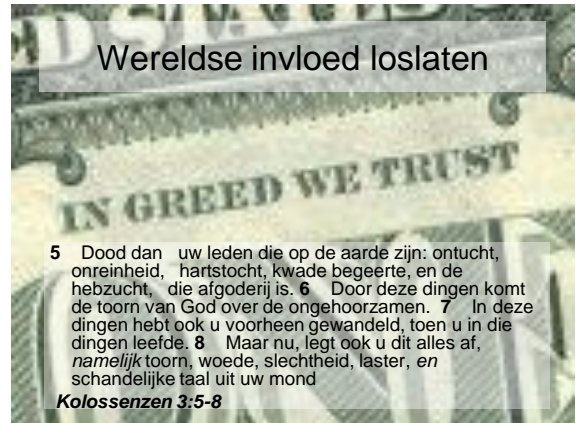 ED STATES
Wereldse invloed loslaten
IN GREED WE TRUST
5 Dood dan uw leden die op de aarde zijn: ontucht,
onreinheid, hartstocht, kwade begeerte, en de
hebzucht, die afgoderij is. 6 Door deze dingen komt
de toorn van God over de ongehoorzamen. 7 In deze
dingen hebt ook u voorheen gewandeld, toen u in die
dingen leefde. 8 Maar nu, legt ook u dit alles af,
namelijk toorn, woede, slechtheid, laster, en
schandelijke taal uit uw mond
Kolossenzen 3:5-8